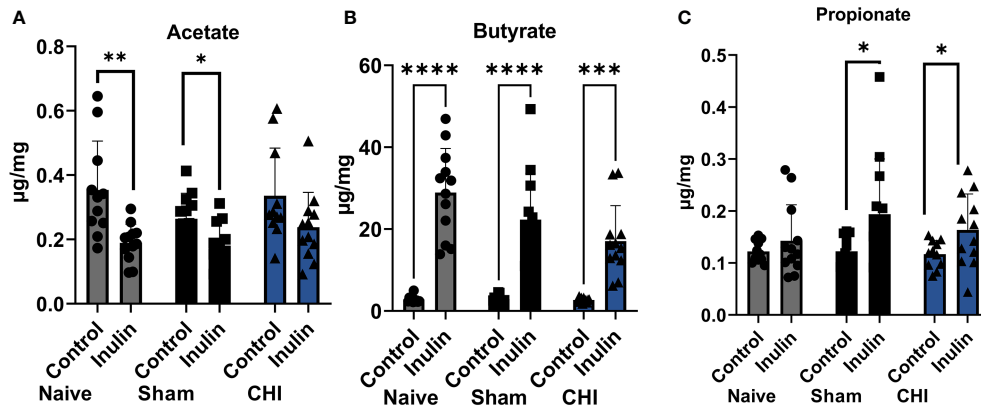 A
Acetate
µg/mg
0.8
0.6
0.4
0.2
0.0
**
*
Control
Inulin
Control
Inulin
Control
Inulin
Naive
Sham
CHI
B
Butyrate
µg/mg
60
40
20
0
****
****
***
Control
Inulin
Control
Inulin
Control
Inulin
Naive
Sham
CHI
C
Propionate
µg/mg
0.5
0.4
0.3
0.2
0.1
0.0
*
*
Control
Inulin
Control
Inulin
Control
Inulin
Naive
Sham
CHI